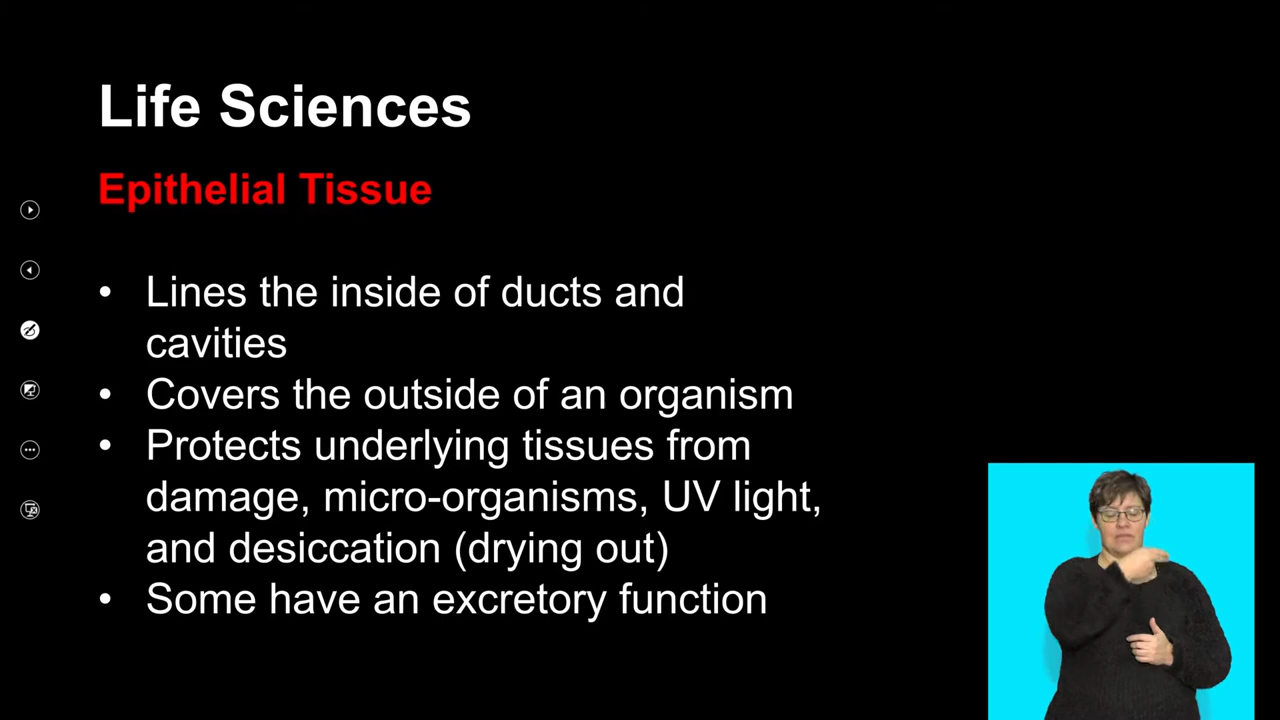 Life Sciences
Epithelial Tissue
• Lines the inside of ducts and
cavities
• Covers the outside of an organism
• Protects underlying tissues from
damage, micro-organisms, UV light,
and desiccation (drying out)
• Some have an excretory function